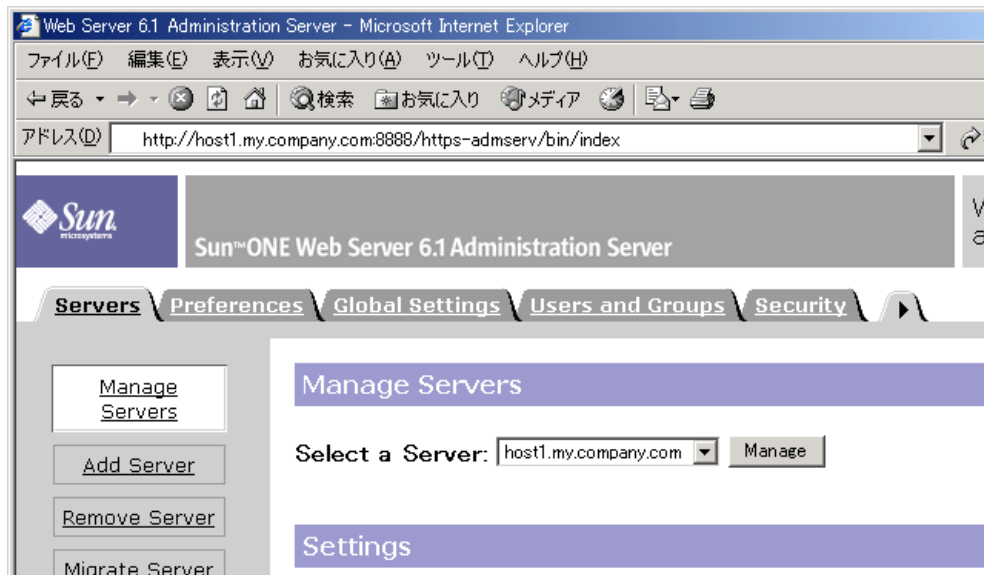 Web Server 6.1 Administration Server - Microsoft Internet Explorer
ファイル(F) 編集(E) 表示(V) お気に入り(A) ツール(T) ヘルプ(H)
戻る 検索 お気に入り メディア
アドレス(D) http://host1.my.company.com:8888/https-admserv/bin/index
Sun
microsystems
Sun™ONE Web Server 6.1 Administration Server
Servers Preferences Global Settings Users and Groups Security
Manage Servers
Manage
Servers
Select a Server: host1.my.company.com Manage
Add Server
Remove Server
Settings
Migrate Server